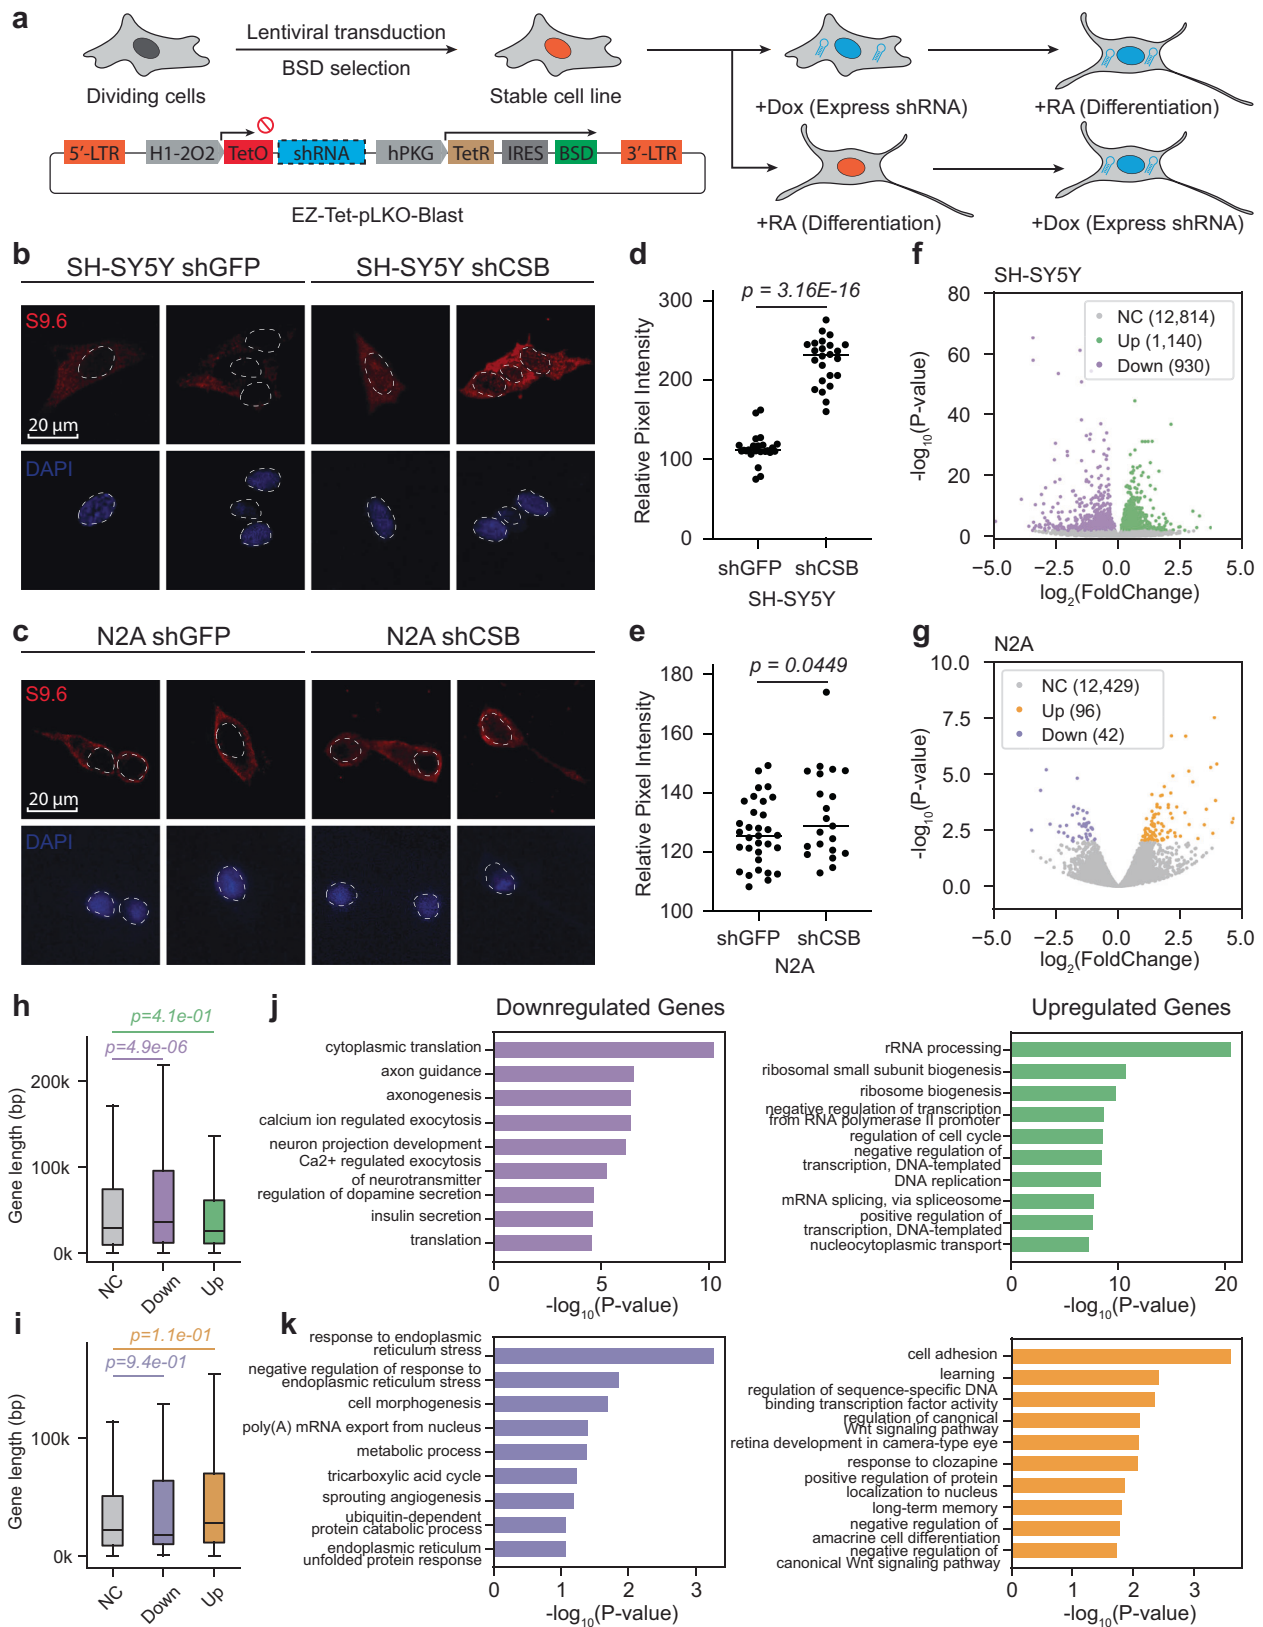 a
Lentiviral transduction
BSD selection
Dividing cells
Stable cell line
+Dox (Express shRNA)
+RA (Differentiation)
5′-LTR
H1-2O2
TetO
shRNA
hPKG
TetR
IRES
BSD
3′-LTR
EZ-Tet-pLKO-Blast
+RA (Differentiation)
+Dox (Express shRNA)
b
SH-SY5Y shGFP
SH-SY5Y shCSB
S9.6
20 µm
DAPI
c
N2A shGFP
N2A shCSB
S9.6
20 µm
DAPI
d
p = 3.16E-16
Relative Pixel Intensity
300
200
100
0
shGFP
shCSB
SH-SY5Y
e
p = 0.0449
Relative Pixel Intensity
180
160
140
120
100
shGFP
shCSB
N2A
f
SH-SY5Y
NC (12,814)
Up (1,140)
Down (930)
-log10(P-value)
80
60
40
20
0
−5.0
−2.5
0.0
2.5
5.0
log2(FoldChange)
g
N2A
NC (12,429)
Up (96)
Down (42)
-log10(P-value)
10.0
7.5
5.0
2.5
0.0
−5.0
−2.5
0.0
2.5
5.0
log2(FoldChange)
h
p=4.1e-01
p=4.9e-06
Gene length (bp)
200k
100k
0k
NC
Down
Up
i
p=1.1e-01
p=9.4e-01
Gene length (bp)
100k
0k
NC
Down
Up
j
Downregulated Genes
cytoplasmic translation
axon guidance
axonogenesis
calcium ion regulated exocytosis
neuron projection development
Ca2+ regulated exocytosis
of neurotransmitter
regulation of dopamine secretion
insulin secretion
translation
0
5
10
-log10(P-value)
Upregulated Genes
rRNA processing
ribosomal small subunit biogenesis
ribosome biogenesis
negative regulation of transcription
from RNA polymerase II promoter
regulation of cell cycle
negative regulation of
transcription, DNA-templated
DNA replication
mRNA splicing, via spliceosome
positive regulation of
transcription, DNA-templated
nucleocytoplasmic transport
0
10
20
-log10(P-value)
k
response to endoplasmic
reticulum stress
negative regulation of response to
endoplasmic reticulum stress
cell morphogenesis
poly(A) mRNA export from nucleus
metabolic process
tricarboxylic acid cycle
sprouting angiogenesis
ubiquitin-dependent
protein catabolic process
endoplasmic reticulum
unfolded protein response
0
1
2
3
-log10(P-value)
cell adhesion
learning
regulation of sequence-specific DNA
binding transcription factor activity
regulation of canonical
Wnt signaling pathway
retina development in camera-type eye
response to clozapine
positive regulation of protein
localization to nucleus
long-term memory
negative regulation of
amacrine cell differentiation
negative regulation of
canonical Wnt signaling pathway
0
1
2
3
-log10(P-value)